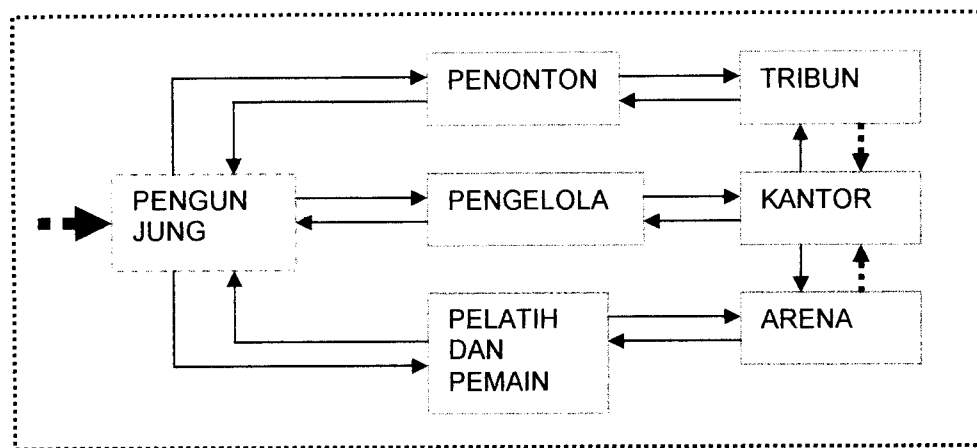 PENONTON
TRIBUN
PENGUN
JUNG
PENGELOLA
KANTOR
PELATIH
DAN
PEMAIN
ARENA